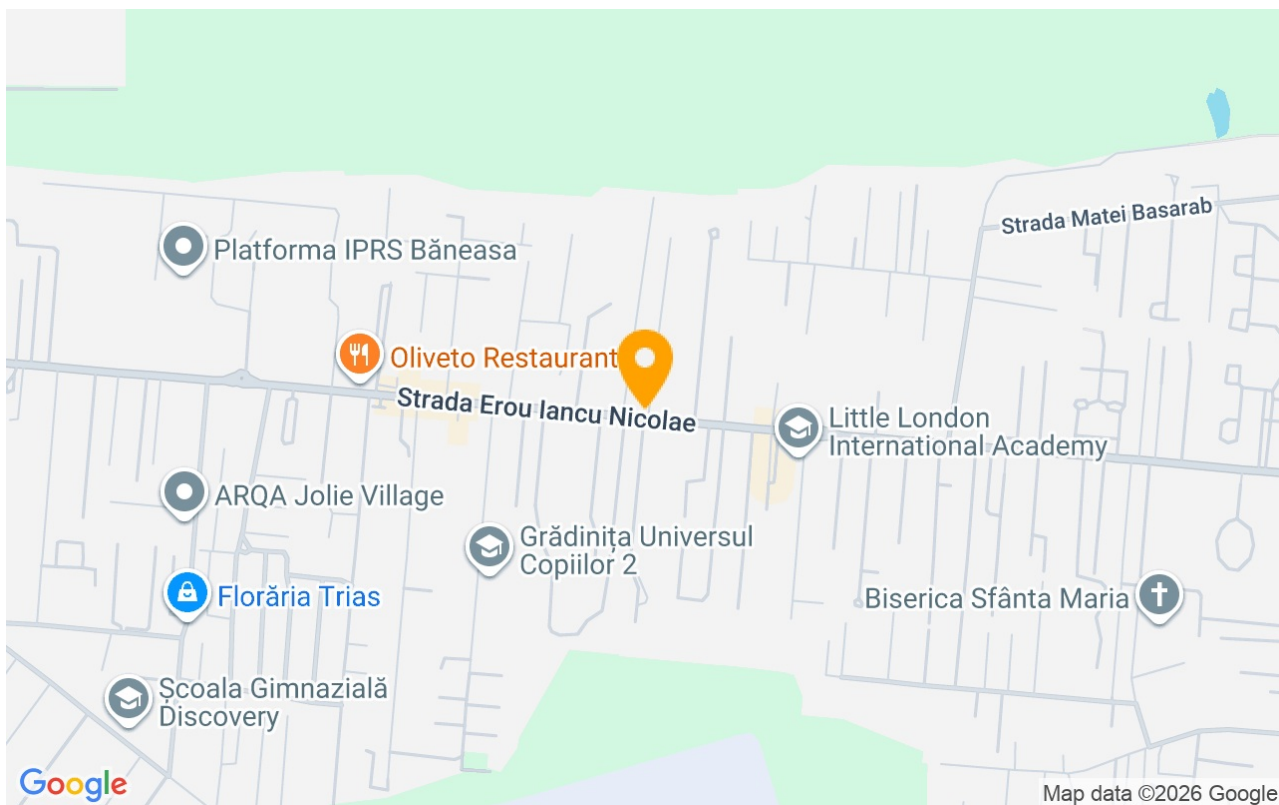 Strada Matei Basarab
Platforma IPRS Băneasa
Oliveto Restaurant
Strada Erou Iancu Nicolae
Little London
International Academy
ARQA Jolie Village
Grădinița Universul
Copiilor 2
Florăria Trias
Biserica Sfânta Maria
Școala Gimnazială
Discovery
Google
Map data ©2026 Google